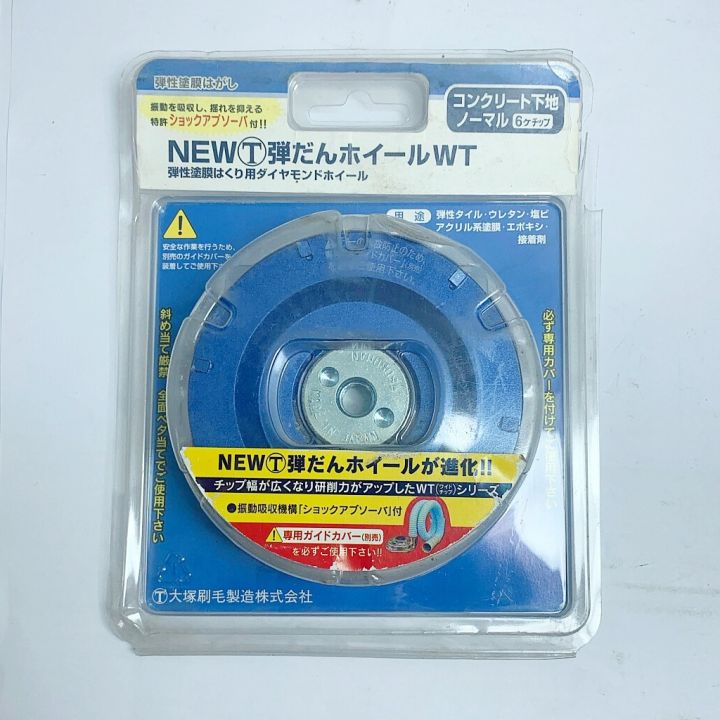 弾性塗膜はがし
振動を吸収し、揺れを抑える
特許 ショックアブソーバ付!!
コンクリート下地
ノーマル 6ケチップ
NEWⓉ弾だんホイールWT
弾性塗膜はくり用ダイヤモンドホイール
用途
弾性タイル・ウレタン・塩ビ
アクリル系塗膜・エポキシ・
接着剤
安全な作業を行うため、
別売のガイドカバーを
装着してご使用下さい
斜め当て厳禁 全面ベタ当てでご使用下さい
必ず専用カバーを付けて
使用下さい
NEWⓉ弾だんホイールが進化!!
チップ幅が広くなり研削力がアップしたWT(ワイドチップ)シリーズ
●振動吸収機構「ショックアブソーバ」付
専用ガイドカバー(別売)
を必ずご使用下さい!!
Ⓣ大塚刷毛製造株式会社